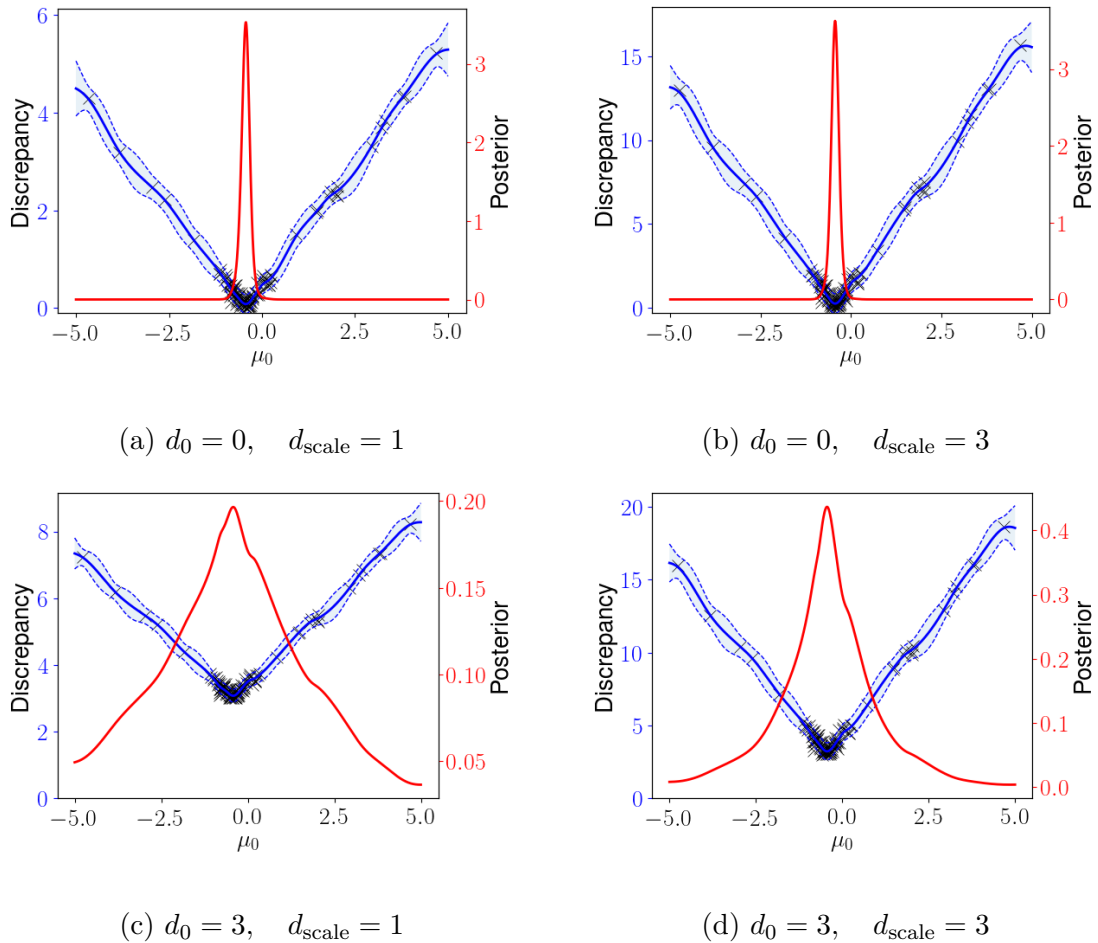 6
4
2
0
Discrepancy
3
2
1
0
Posterior
−5.0 −2.5 0.0 2.5 5.0
μ₀
(a) d₀ = 0, d_scale = 1
15
10
5
0
Discrepancy
3
2
1
0
Posterior
−5.0 −2.5 0.0 2.5 5.0
μ₀
(b) d₀ = 0, d_scale = 3
8
6
4
2
0
Discrepancy
0.20
0.15
0.10
0.05
Posterior
−5.0 −2.5 0.0 2.5 5.0
μ₀
(c) d₀ = 3, d_scale = 1
20
15
10
5
0
Discrepancy
0.4
0.3
0.2
0.1
0.0
Posterior
−5.0 −2.5 0.0 2.5 5.0
μ₀
(d) d₀ = 3, d_scale = 3